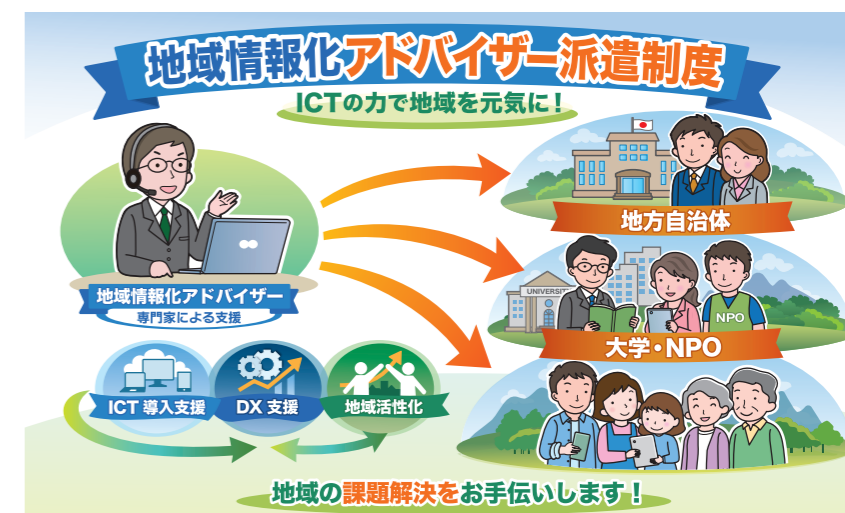 地域情報化アドバイザー派遣制度
ICTの力で地域を元気に！
地方自治体
地域情報化アドバイザー
専門家による支援
UNIVERSITY
NPO
大学・NPO
ICT 導入支援
DX 支援
地域活性化
地域の課題解決をお手伝いします！